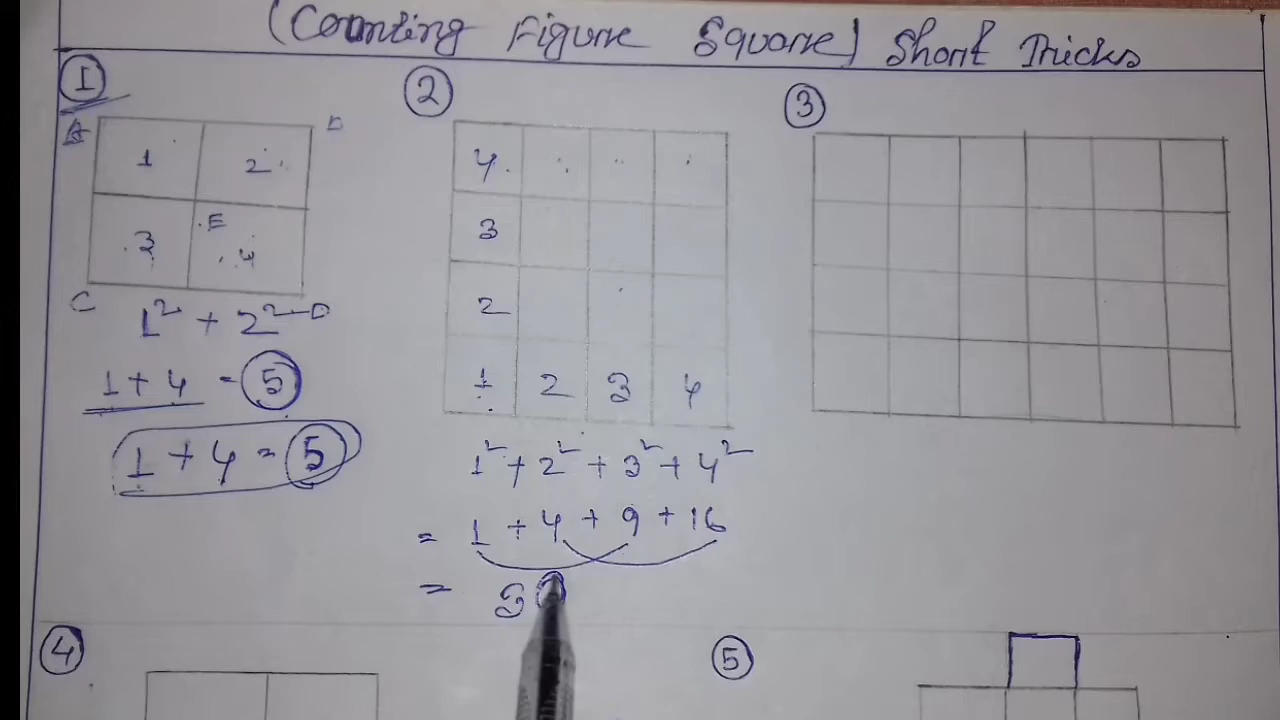 (Counting Figure Square) Short Tricks
1
A D
1 2
3 E 4
C D
1² + 2²
1 + 4 = 5
1 + 4 = 5
2
4
3
2
1 2 3 4
1² + 2² + 3² + 4²
= 1 + 4 + 9 + 16
= 30
3
4
5